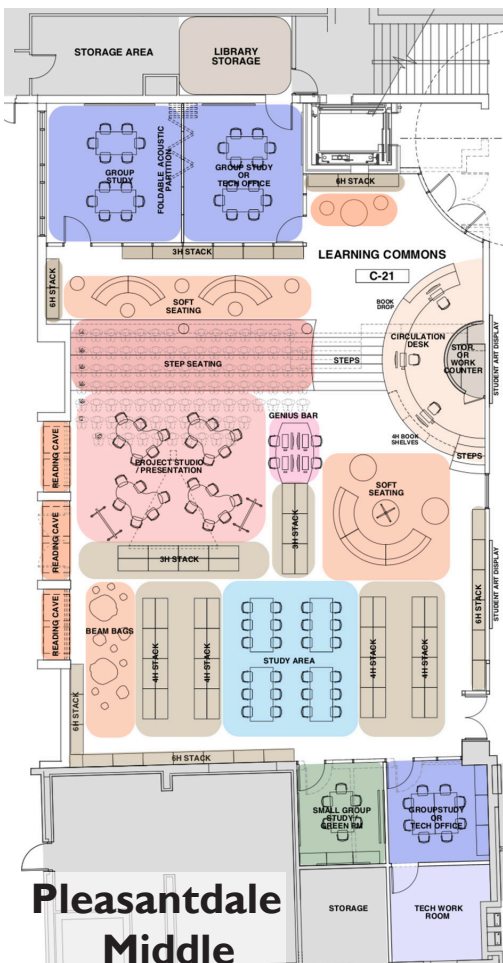 STORAGE AREA
LIBRARY
STORAGE
GROUP
STUDY
FOLDABLE ACOUSTIC
PARTITION
GROUP STUDY
OR
TECH OFFICE
6H STACK
3H STACK
LEARNING COMMONS
C-21
6H STACK
SOFT
SEATING
BOOK
DROP
CIRCULATION
DESK
STOR.
OR
WORK
COUNTER
STUDENT ART DISPLAY
STEP SEATING
STEPS
GENIUS BAR
4H BOOK
SHELVES
STEPS
READING CAVE
PROJECT STUDIO
/ PRESENTATION
SOFT
SEATING
READING CAVE
3H STACK
3H STACK
STUDENT ART DISPLAY
6H STACK
READING CAVE
BEAM BAGS
4H STACK
4H STACK
STUDY AREA
4H STACK
4H STACK
6H STACK
6H STACK
SMALL GROUP
STUDY /
GREEN RM
GROUPSTUDY
OR
TECH OFFICE
STORAGE
TECH WORK
ROOM
Pleasantdale
Middle